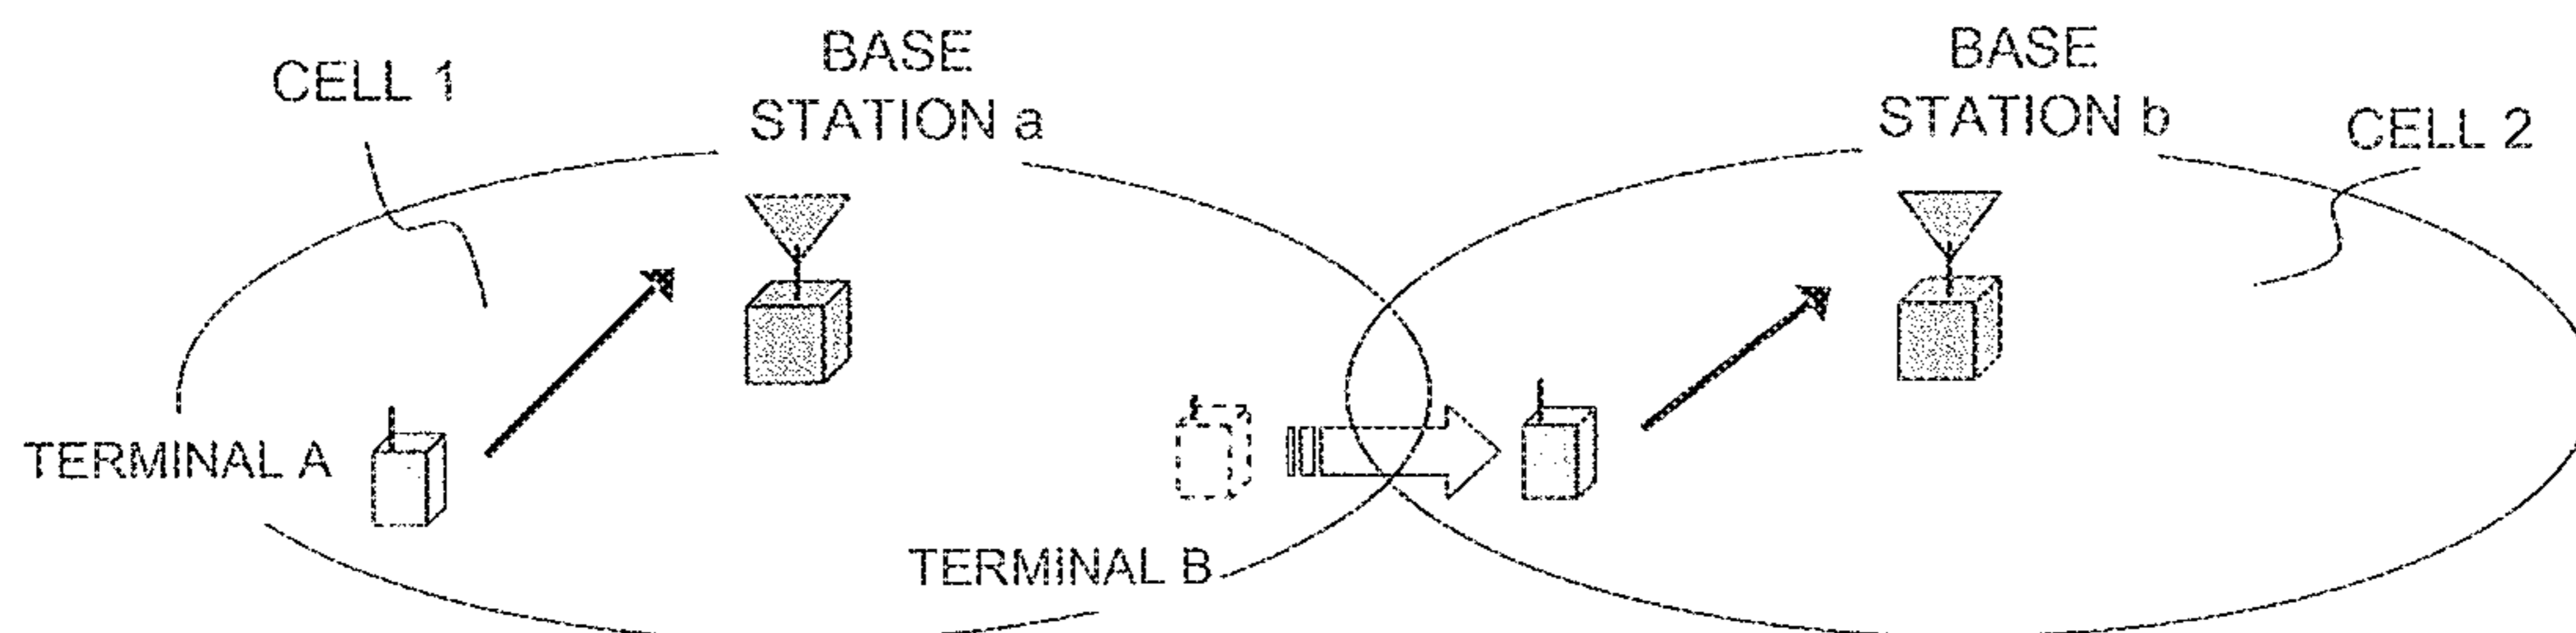 CELL 1
BASE
STATION a
BASE
STATION b
CELL 2
TERMINAL A
TERMINAL B